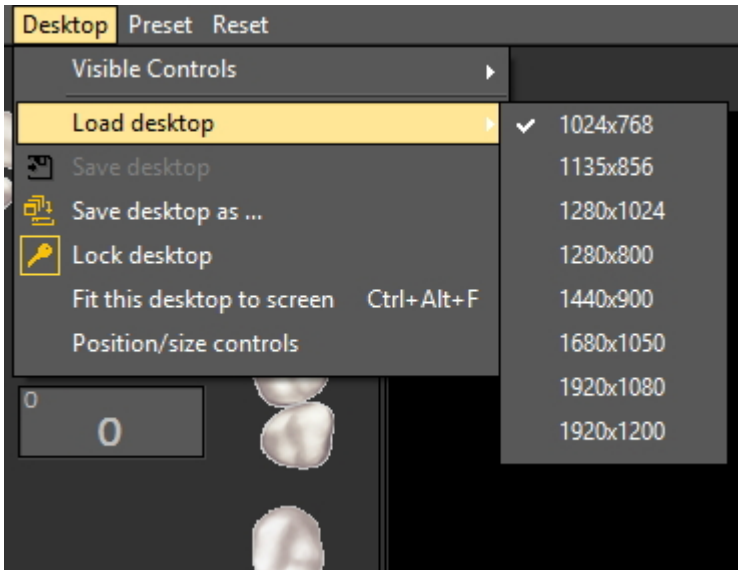 Desktop Preset Reset
Visible Controls
Load desktop
Save desktop
Save desktop as ...
Lock desktop
Fit this desktop to screen Ctrl+Alt+F
Position/size controls
1024x768
1135x856
1280x1024
1280x800
1440x900
1680x1050
1920x1080
1920x1200
0
0